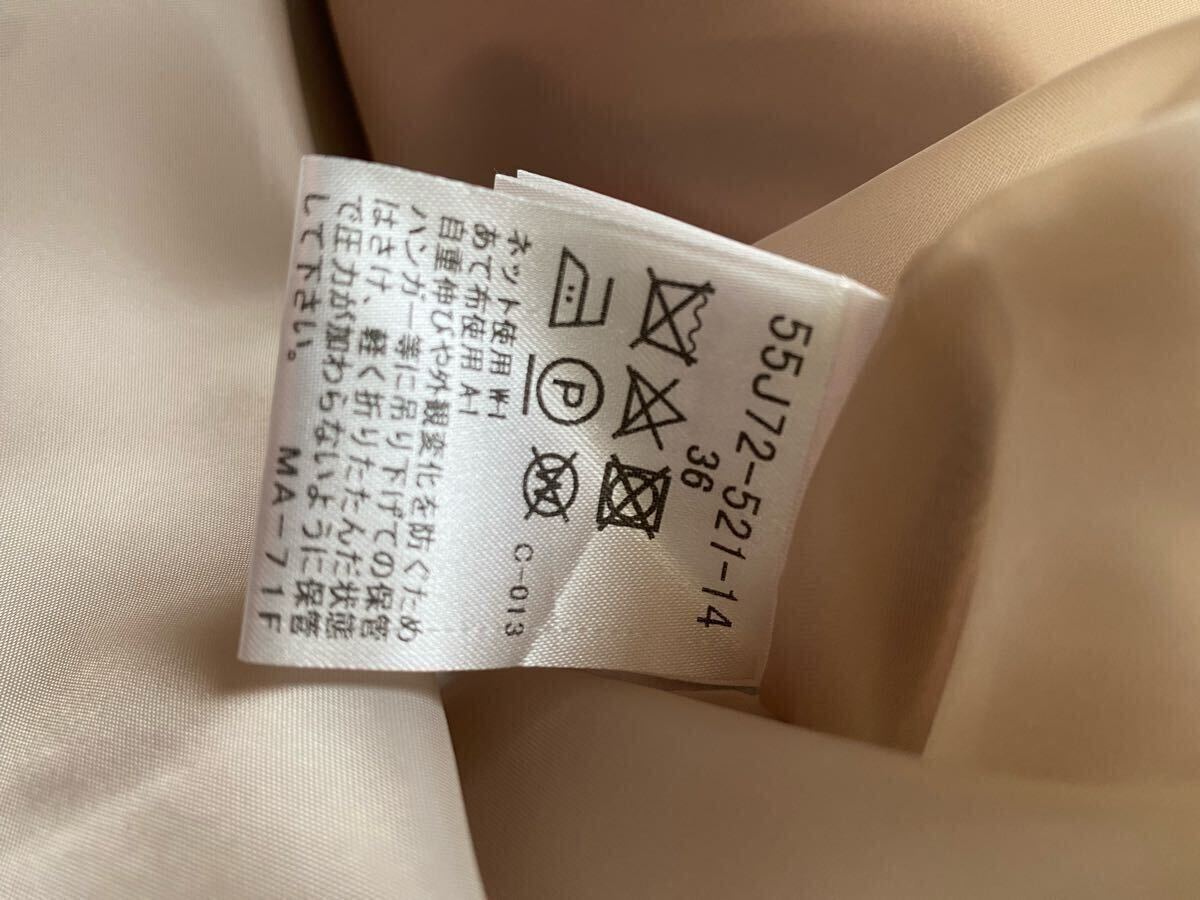 55J72-521-14
36
P
W
C-013
ネット使用 W-1
あて布使用 A-1
自重伸びや外観変化を防ぐため
ハンガー等に吊り下げての保管
はさけ、軽く折りたたんだ状態
で圧力が加わらないように保管
して下さい。
MA-71F